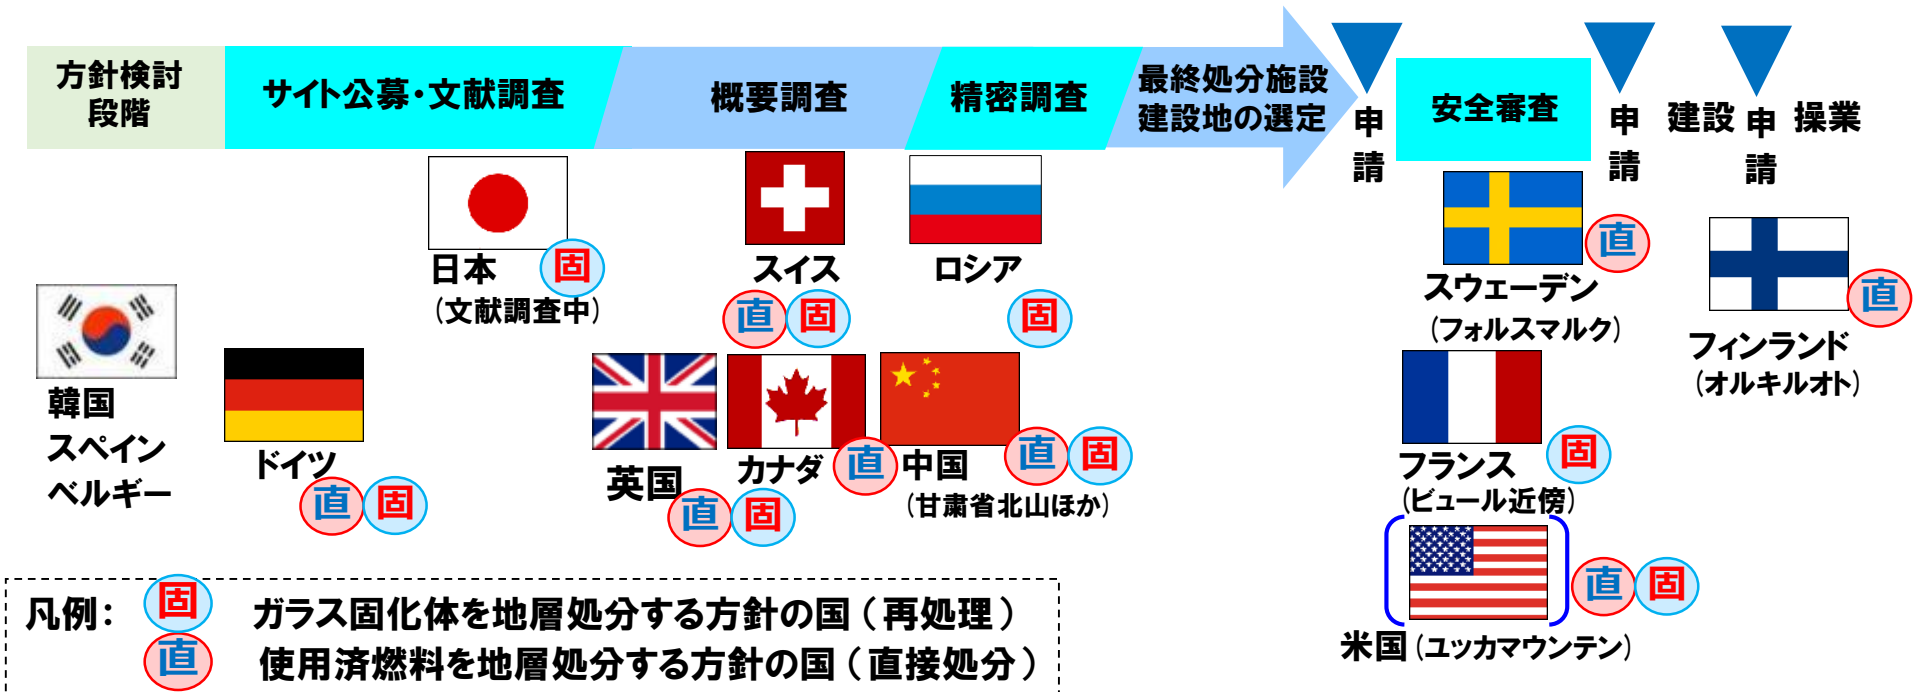 方針検討
段階
サイト公募・文献調査
概要調査
精密調査
最終処分施設
建設地の選定
申
請
安全審査
申
請
建設
申
請
操業
日本
固
(文献調査中)
スイス
直
固
ロシア
固
スウェーデン
直
(フォルスマルク)
フィンランド
直
(オルキルオト)
韓国
スペイン
ベルギー
ドイツ
直
固
英国
直
固
カナダ
直
中国
直
固
(甘粛省北山ほか)
フランス
固
(ビュール近傍)
直
固
米国(ユッカマウンテン)
凡例: 固 ガラス固化体を地層処分する方針の国(再処理)
直 使用済燃料を地層処分する方針の国(直接処分)